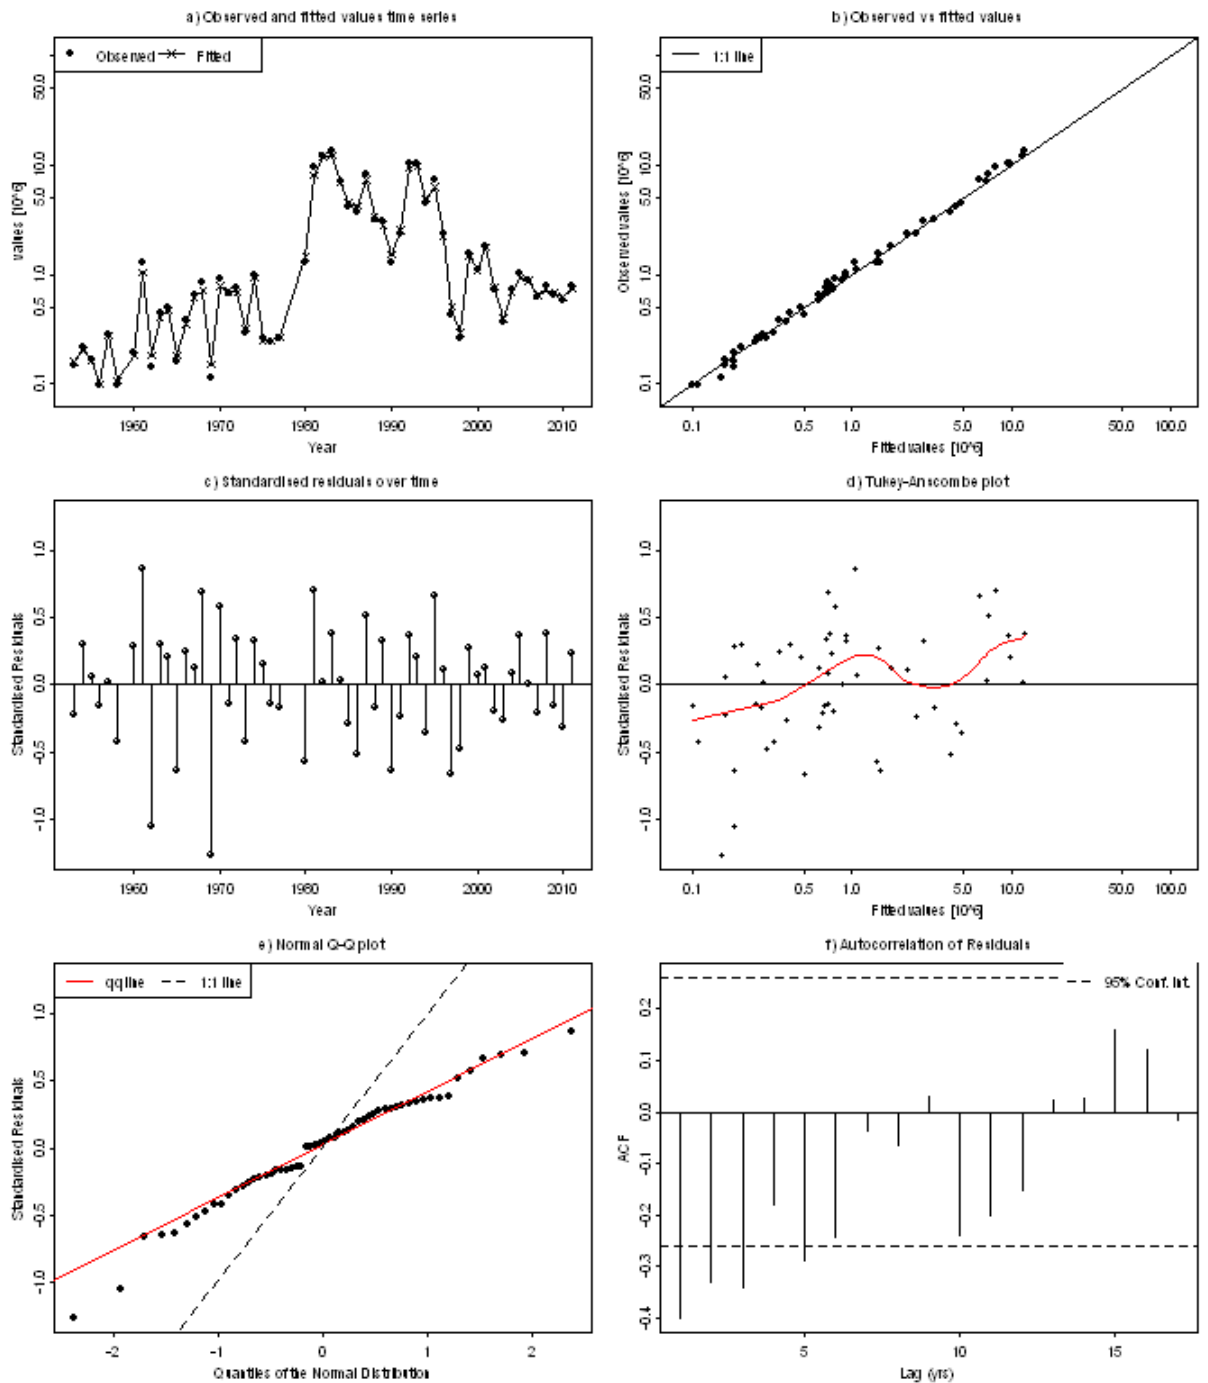 a) Observed and fitted values time series
Observed Fitted
values [10^6]
50.0
10.0
5.0
1.0
0.5
0.1
1960 1970 1980 1990 2000 2010
Year
b) Observed vs fitted values
1:1 line
Observed values [10^6]
50.0
10.0
5.0
1.0
0.5
0.1
0.1 0.5 1.0 5.0 10.0 50.0 100.0
Fitted values [10^6]
c) Standardised residuals over time
Standardised Residuals
1.0
0.5
0.0
-0.5
-1.0
1960 1970 1980 1990 2000 2010
Year
d) Tukey-Anscombe plot
Standardised Residuals
1.0
0.5
0.0
-0.5
-1.0
0.1 0.5 1.0 5.0 10.0 50.0 100.0
Fitted values [10^6]
e) Normal Q-Q plot
qq line 1:1 line
Standardised Residuals
1.0
0.5
0.0
-0.5
-1.0
-2 -1 0 1 2
Quantiles of the Normal Distribution
f) Autocorrelation of Residuals
95% Conf. Int.
ACF
0.2
0.1
0.0
-0.1
-0.2
-0.3
-0.4
5 10 15
Lag (yrs)